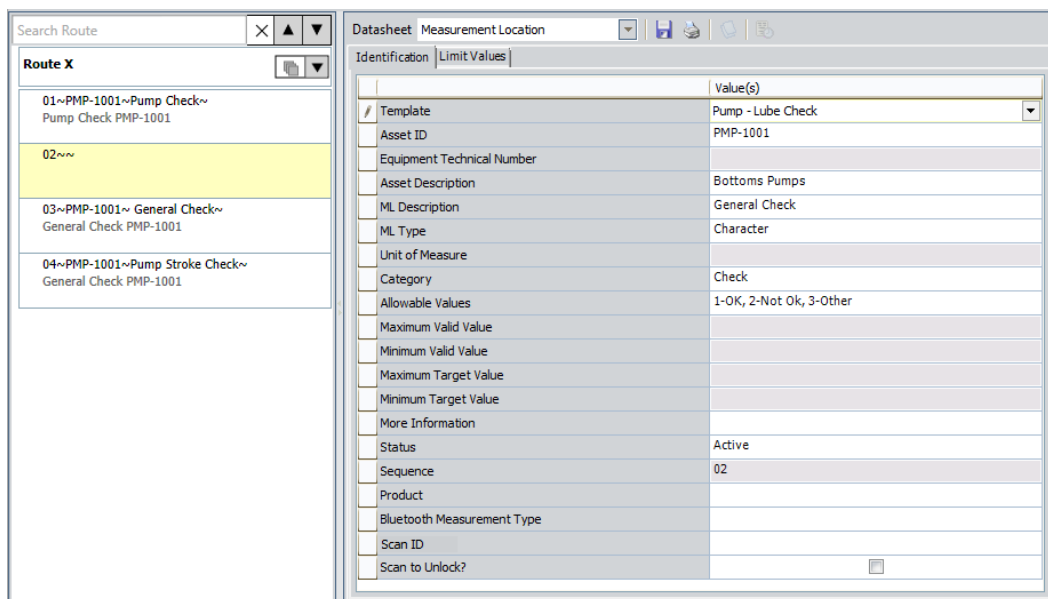 Search Route
Route X
01~PMP-1001~Pump Check~
Pump Check PMP-1001
02~~
03~PMP-1001~ General Check~
General Check PMP-1001
04~PMP-1001~Pump Stroke Check~
General Check PMP-1001
Datasheet Measurement Location
Identification Limit Values
Value(s)
Template Pump - Lube Check
Asset ID PMP-1001
Equipment Technical Number
Asset Description Bottoms Pumps
ML Description General Check
ML Type Character
Unit of Measure
Category Check
Allowable Values 1-OK, 2-Not Ok, 3-Other
Maximum Valid Value
Minimum Valid Value
Maximum Target Value
Minimum Target Value
More Information
Status Active
Sequence 02
Product
Bluetooth Measurement Type
Scan ID
Scan to Unlock?